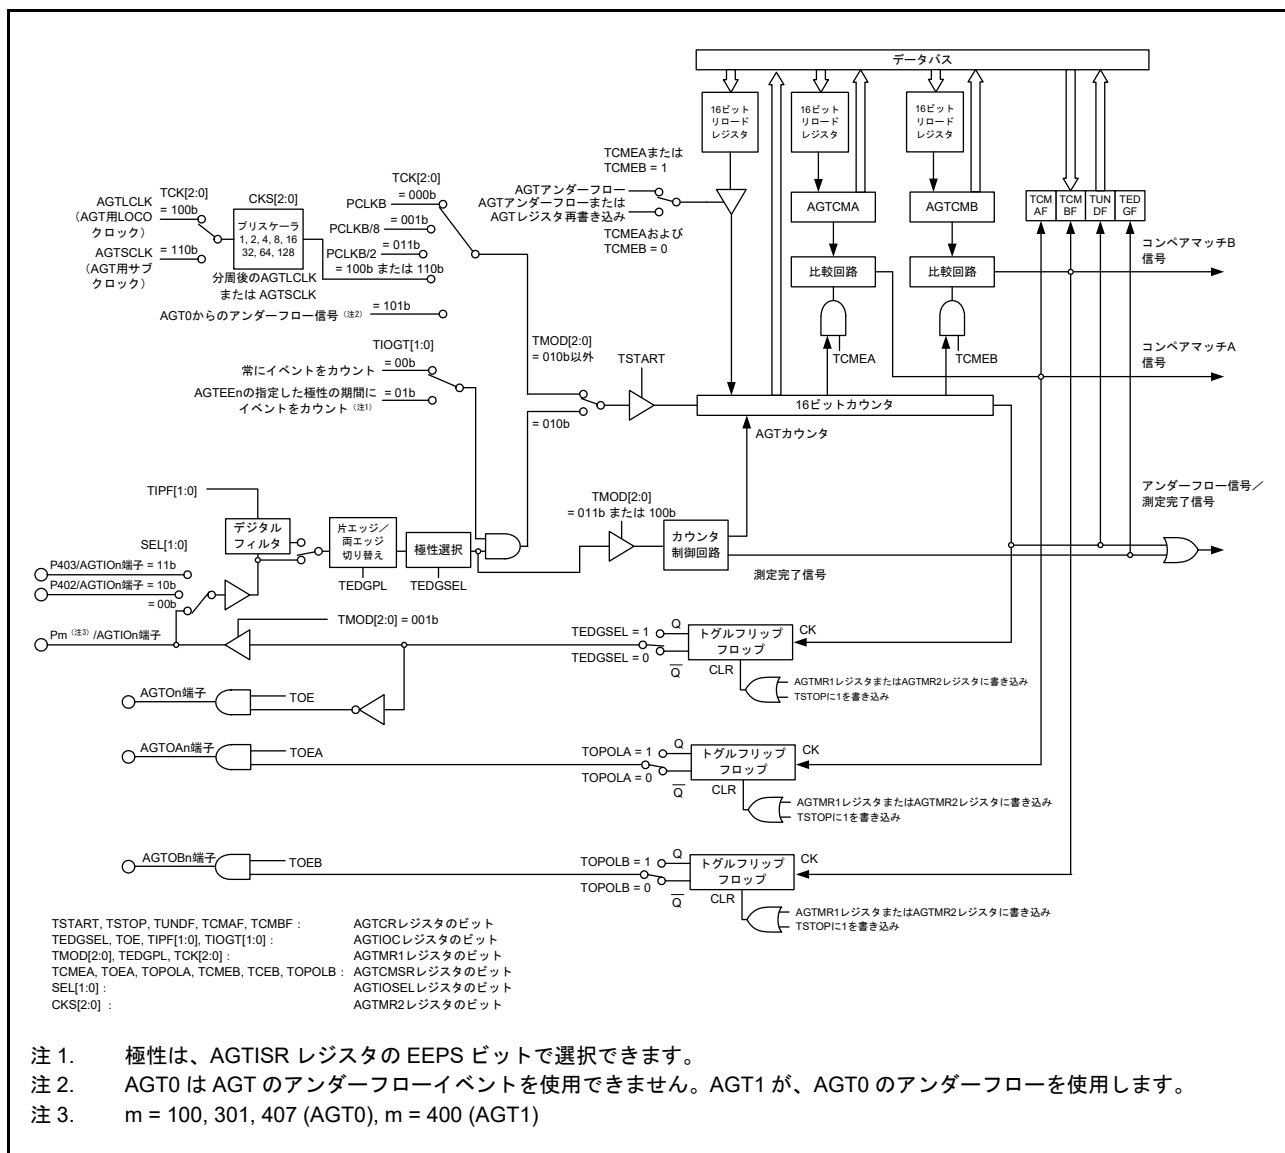 データバス
16ビット
リロード
レジスタ
16ビット
リロード
レジスタ
16ビット
リロード
レジスタ
TCMEAまたは
TCMEB = 1
AGTアンダーフロー
AGTアンダーフローまたは
AGTレジスタ再書き込み
TCMEAおよび
TCMEB = 0
AGTCMA
AGTCMB
TCM
AF
TCM
BF
TUN
DF
TED
GF
比較回路
比較回路
コンペアマッチB
信号
TCMEA
TCMEB
コンペアマッチA
信号
AGTLCLK
(AGT用LOCO
クロック)
TCK[2:0]
= 100b
AGTSCLK
(AGT用サブ
クロック)
= 110b
CKS[2:0]
プリスケーラ
1, 2, 4, 8, 16
32, 64, 128
分周後のAGTLCLK
または AGTSCLK
TCK[2:0]
PCLKB
= 000b
PCLKB/8
= 001b
PCLKB/2
= 011b
= 100b または 110b
AGT0からのアンダーフロー信号 (注2)
= 101b
TIOGT[1:0]
常にイベントをカウント
= 00b
AGTEEnの指定した極性の期間に
イベントをカウント (注1)
= 01b
TMOD[2:0]
= 010b以外
= 010b
TSTART
16ビットカウンタ
AGTカウンタ
アンダーフロー信号/
測定完了信号
TIPF[1:0]
デジタル
フィルタ
片エッジ/
両エッジ
切り替え
TEDGPL
極性選択
TEDGSEL
TMOD[2:0]
= 011b または 100b
カウンタ
制御回路
測定完了信号
SEL[1:0]
P403/AGTIOn端子 = 11b
P402/AGTIOn端子 = 10b
= 00b
Pm (注3) /AGTIOn端子
TMOD[2:0] = 001b
TEDGSEL = 1
Q
TEDGSEL = 0
Q
トグルフリップ
フロップ
CK
CLR
AGTMR1レジスタまたはAGTMR2レジスタに書き込み
TSTOPに1を書き込み
AGTOn端子
TOE
AGTOAn端子
TOEA
TOPOLA = 1
Q
TOPOLA = 0
Q
トグルフリップ
フロップ
CK
CLR
AGTMR1レジスタまたはAGTMR2レジスタに書き込み
TSTOPに1を書き込み
AGTOBn端子
TOEB
TOPOLB = 1
Q
TOPOLB = 0
Q
トグルフリップ
フロップ
CK
CLR
AGTMR1レジスタまたはAGTMR2レジスタに書き込み
TSTOPに1を書き込み
TSTART, TSTOP, TUNDF, TCMAF, TCMBF : AGTCRレジスタのビット
TEDGSEL, TOE, TIPF[1:0], TIOGT[1:0] : AGTIOCレジスタのビット
TMOD[2:0], TEDGPL, TCK[2:0] : AGTMR1レジスタのビット
TCMEA, TOEA, TOPOLA, TCMEB, TCEB, TOPOLB : AGTCMSRレジスタのビット
SEL[1:0] : AGTIOSELレジスタのビット
CKS[2:0] : AGTMR2レジスタのビット
注 1. 極性は、AGTISR レジスタの EEPS ビットで選択できます。
注 2. AGT0 は AGT のアンダーフローイベントを使用できません。AGT1 が、AGT0 のアンダーフローを使用します。
注 3. m = 100, 301, 407 (AGT0), m = 400 (AGT1)